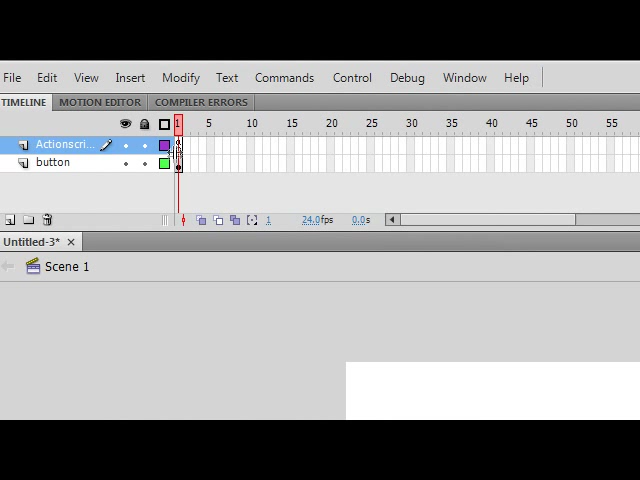 File Edit View Insert Modify Text Commands Control Debug Window Help
TIMELINE MOTION EDITOR COMPILER ERRORS
1 5 10 15 20 25 30 35 40 45 50 55
Actionscri...
button
1 24.0fps 0.0s
Untitled-3*
Scene 1